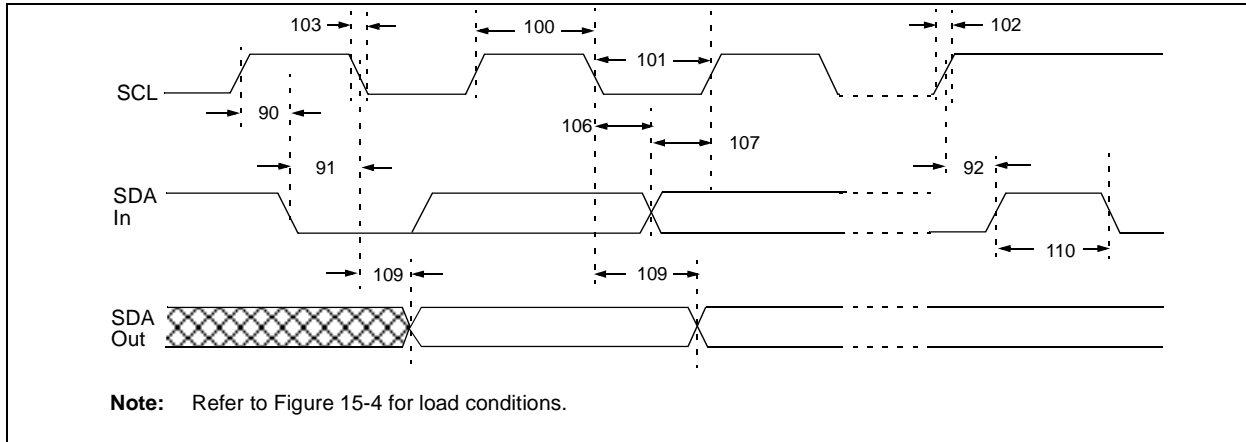 103
100
102
101
SCL
90
106
107
91
92
SDA
In
110
109
109
SDA
Out
Note: Refer to Figure 15-4 for load conditions.